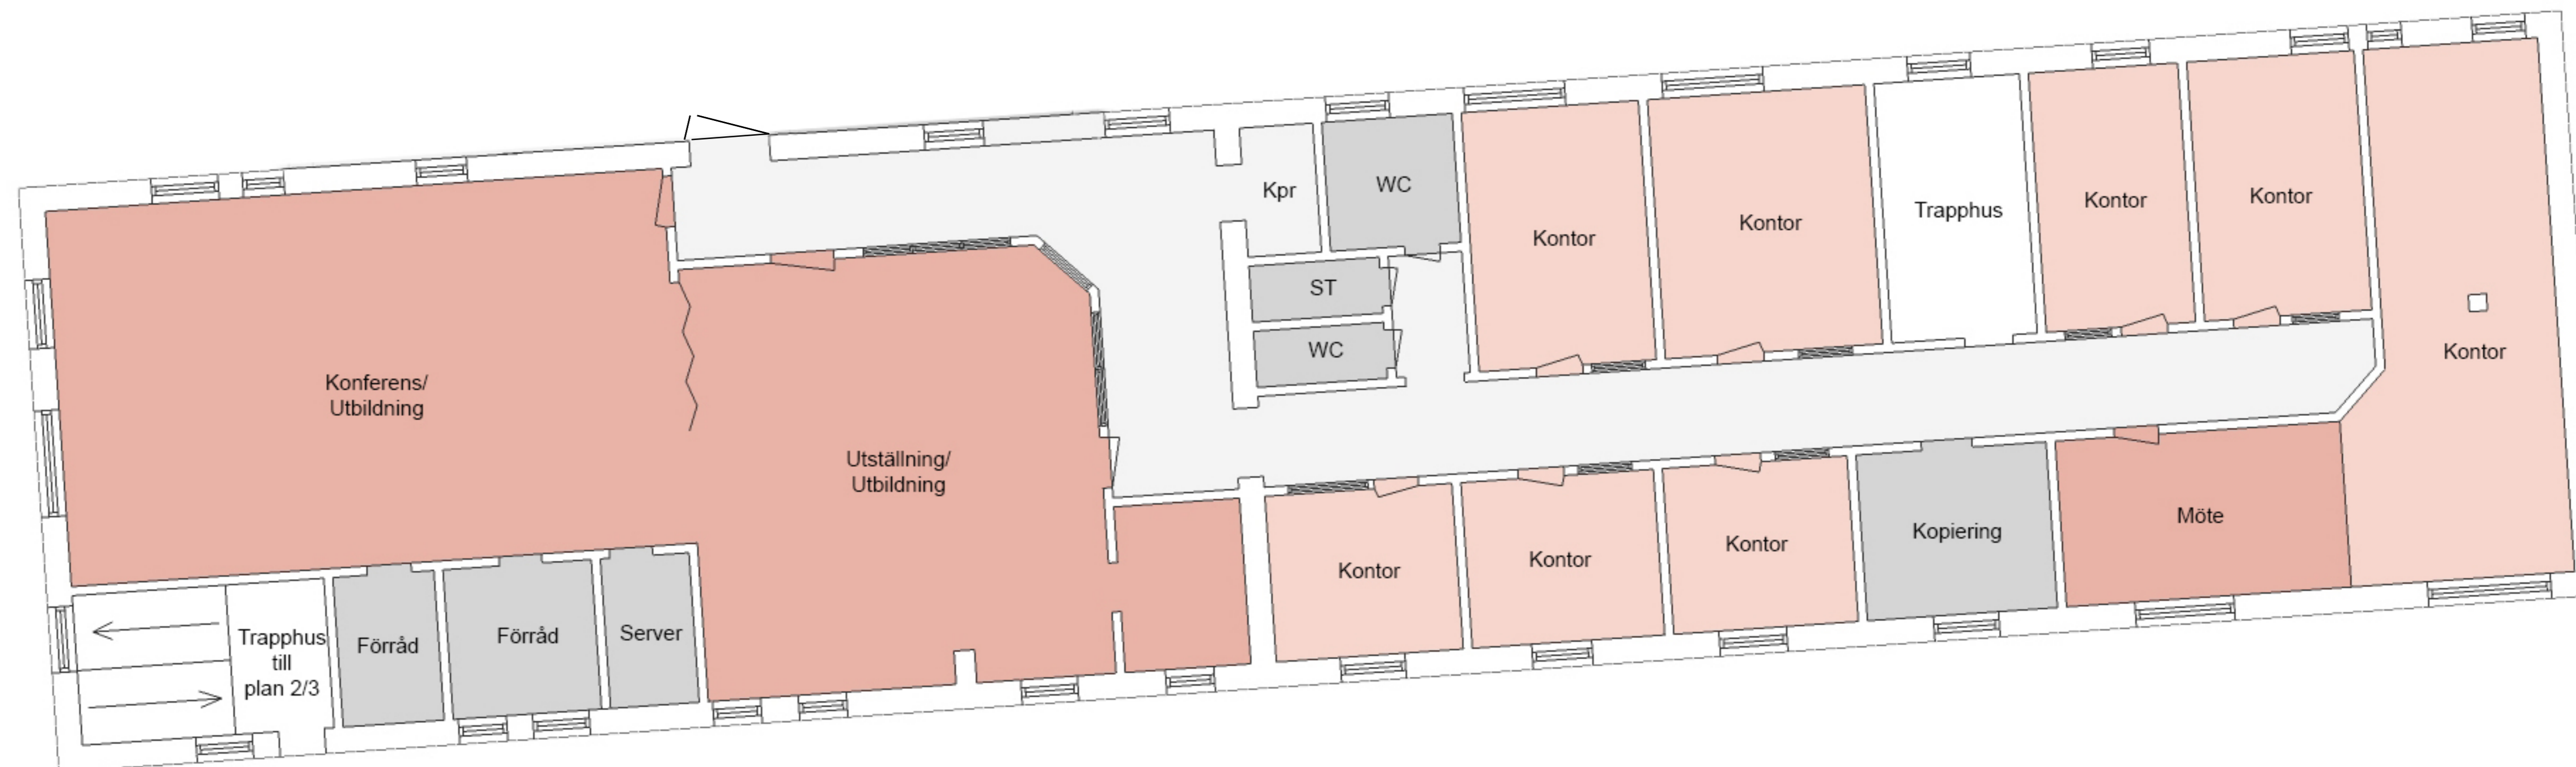 Kpr
WC
Kontor
Kontor
Trapphus
Kontor
Kontor
ST
WC
Kontor
Konferens/
Utbildning
Utställning/
Utbildning
Kontor
Kontor
Kontor
Kopiering
Möte
Trapphus
till
plan 2/3
Förråd
Förråd
Server